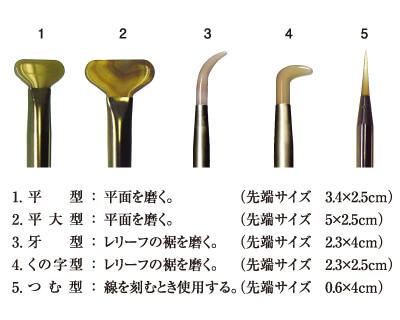 1 2 3 4 5
1. 平　　型 ： 平面を磨く。　（先端サイズ　3.4×2.5cm）
2. 平 大 型 ： 平面を磨く。　（先端サイズ　5×2.5cm）
3. 牙　　型 ： レリーフの裾を磨く。　（先端サイズ　2.3×4cm）
4. くの字型 ： レリーフの裾を磨く。　（先端サイズ　2.3×2.5cm）
5. つ む 型 ： 線を刻むとき使用する。（先端サイズ　0.6×4cm）